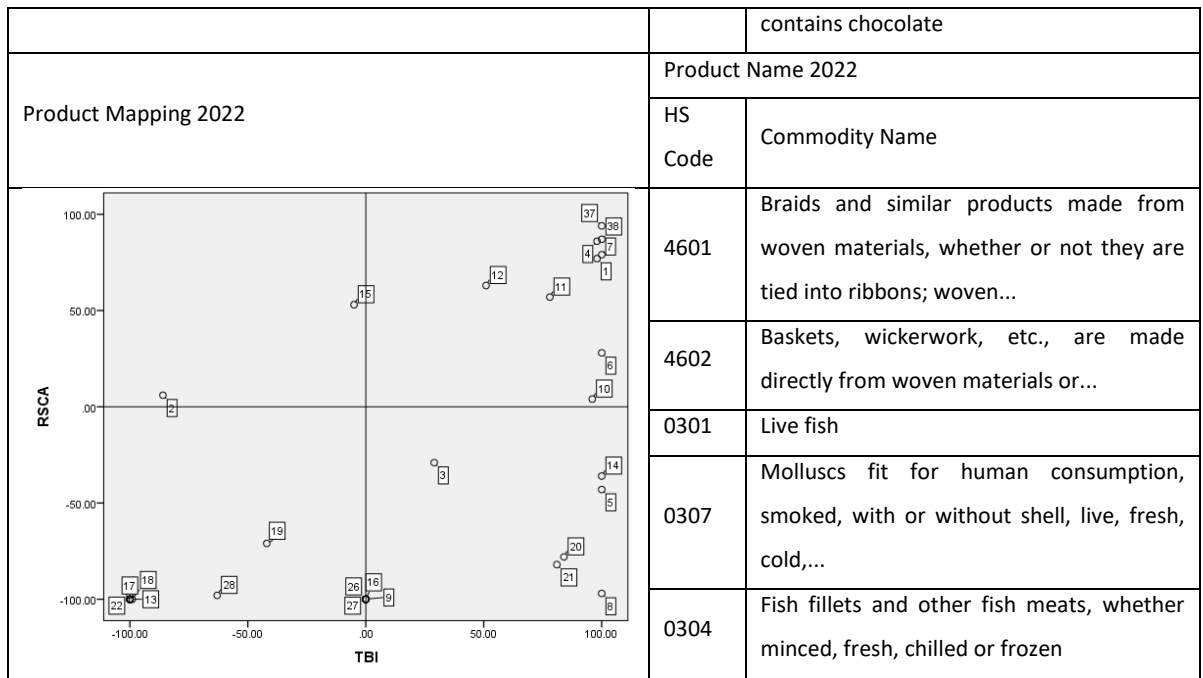 contains chocolate
Product Mapping 2022
Product Name 2022
HS
Code
Commodity Name
100.00
50.00
.00
-50.00
-100.00
RSCA
-100.00
-50.00
.00
50.00
100.00
TBI
37
38
4
7
1
12
11
15
6
10
2
3
14
5
19
20
21
17
18
22
13
28
26
16
27
9
8
4601
Braids and similar products made from
woven materials, whether or not they are
tied into ribbons; woven...
4602
Baskets, wickerwork, etc., are made
directly from woven materials or...
0301
Live fish
0307
Molluscs fit for human consumption,
smoked, with or without shell, live, fresh,
cold,...
0304
Fish fillets and other fish meats, whether
minced, fresh, chilled or frozen